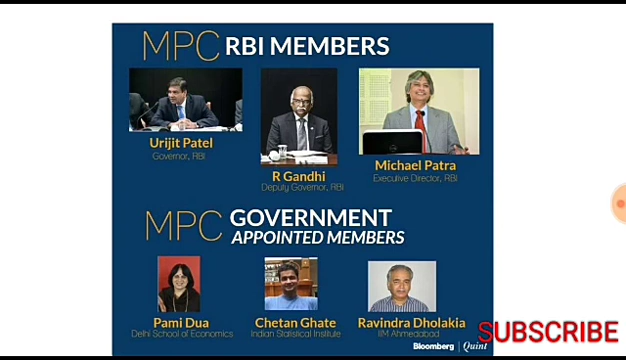 MPC RBI MEMBERS
Urijit Patel
Governor, RBI
R Gandhi
Deputy Governor, RBI
Michael Patra
Executive Director, RBI
MPC GOVERNMENT
APPOINTED MEMBERS
Pami Dua
Delhi School of Economics
Chetan Ghate
Indian Statistical Institute
Ravindra Dholakia
IIM Ahmedabad
SUBSCRIBE
Bloomberg | Quint